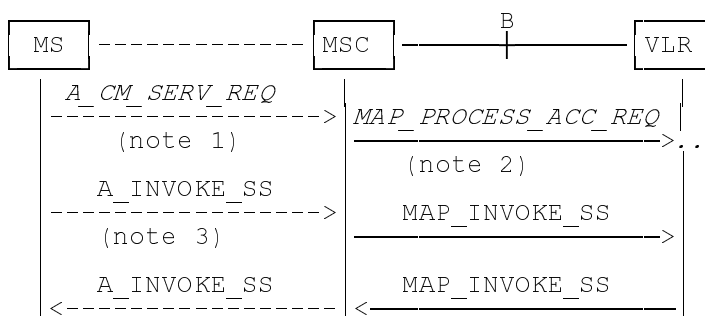 B
MS MSC VLR
A_CM_SERV_REQ
MAP_PROCESS_ACC_REQ
(note 1)
..
(note 2)
A_INVOKE_SS
MAP_INVOKE_SS
(note 3)
A_INVOKE_SS MAP_INVOKE_SS